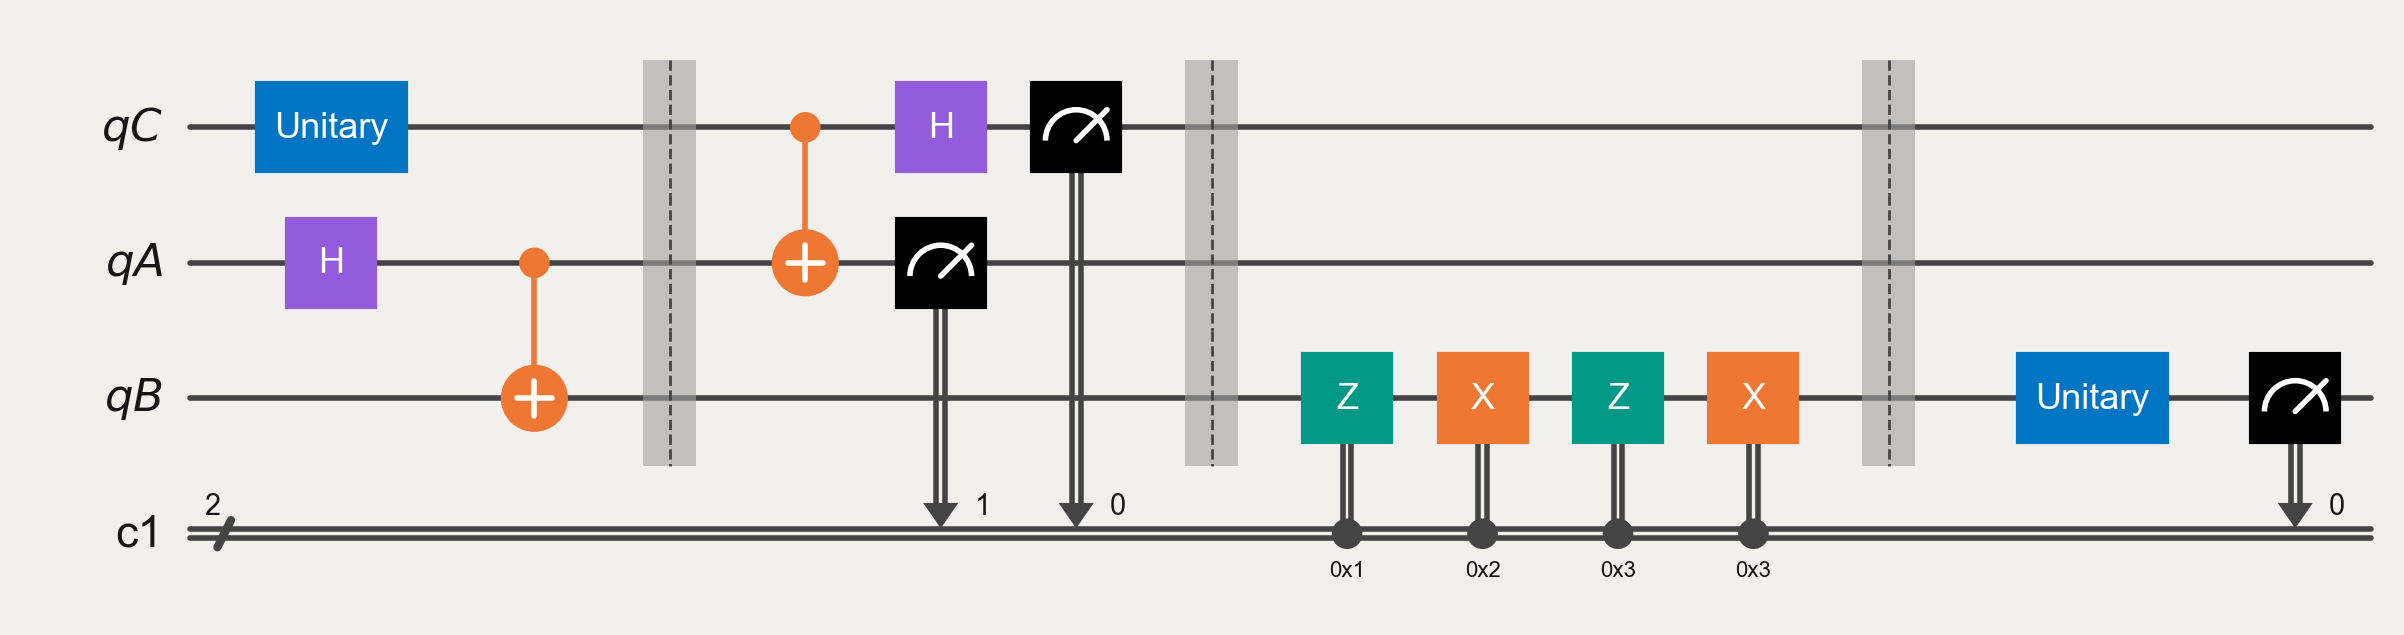 qC Unitary H
qA H
qB Z X Z X Unitary
2 1 0 0
c1
0x1 0x2 0x3 0x3